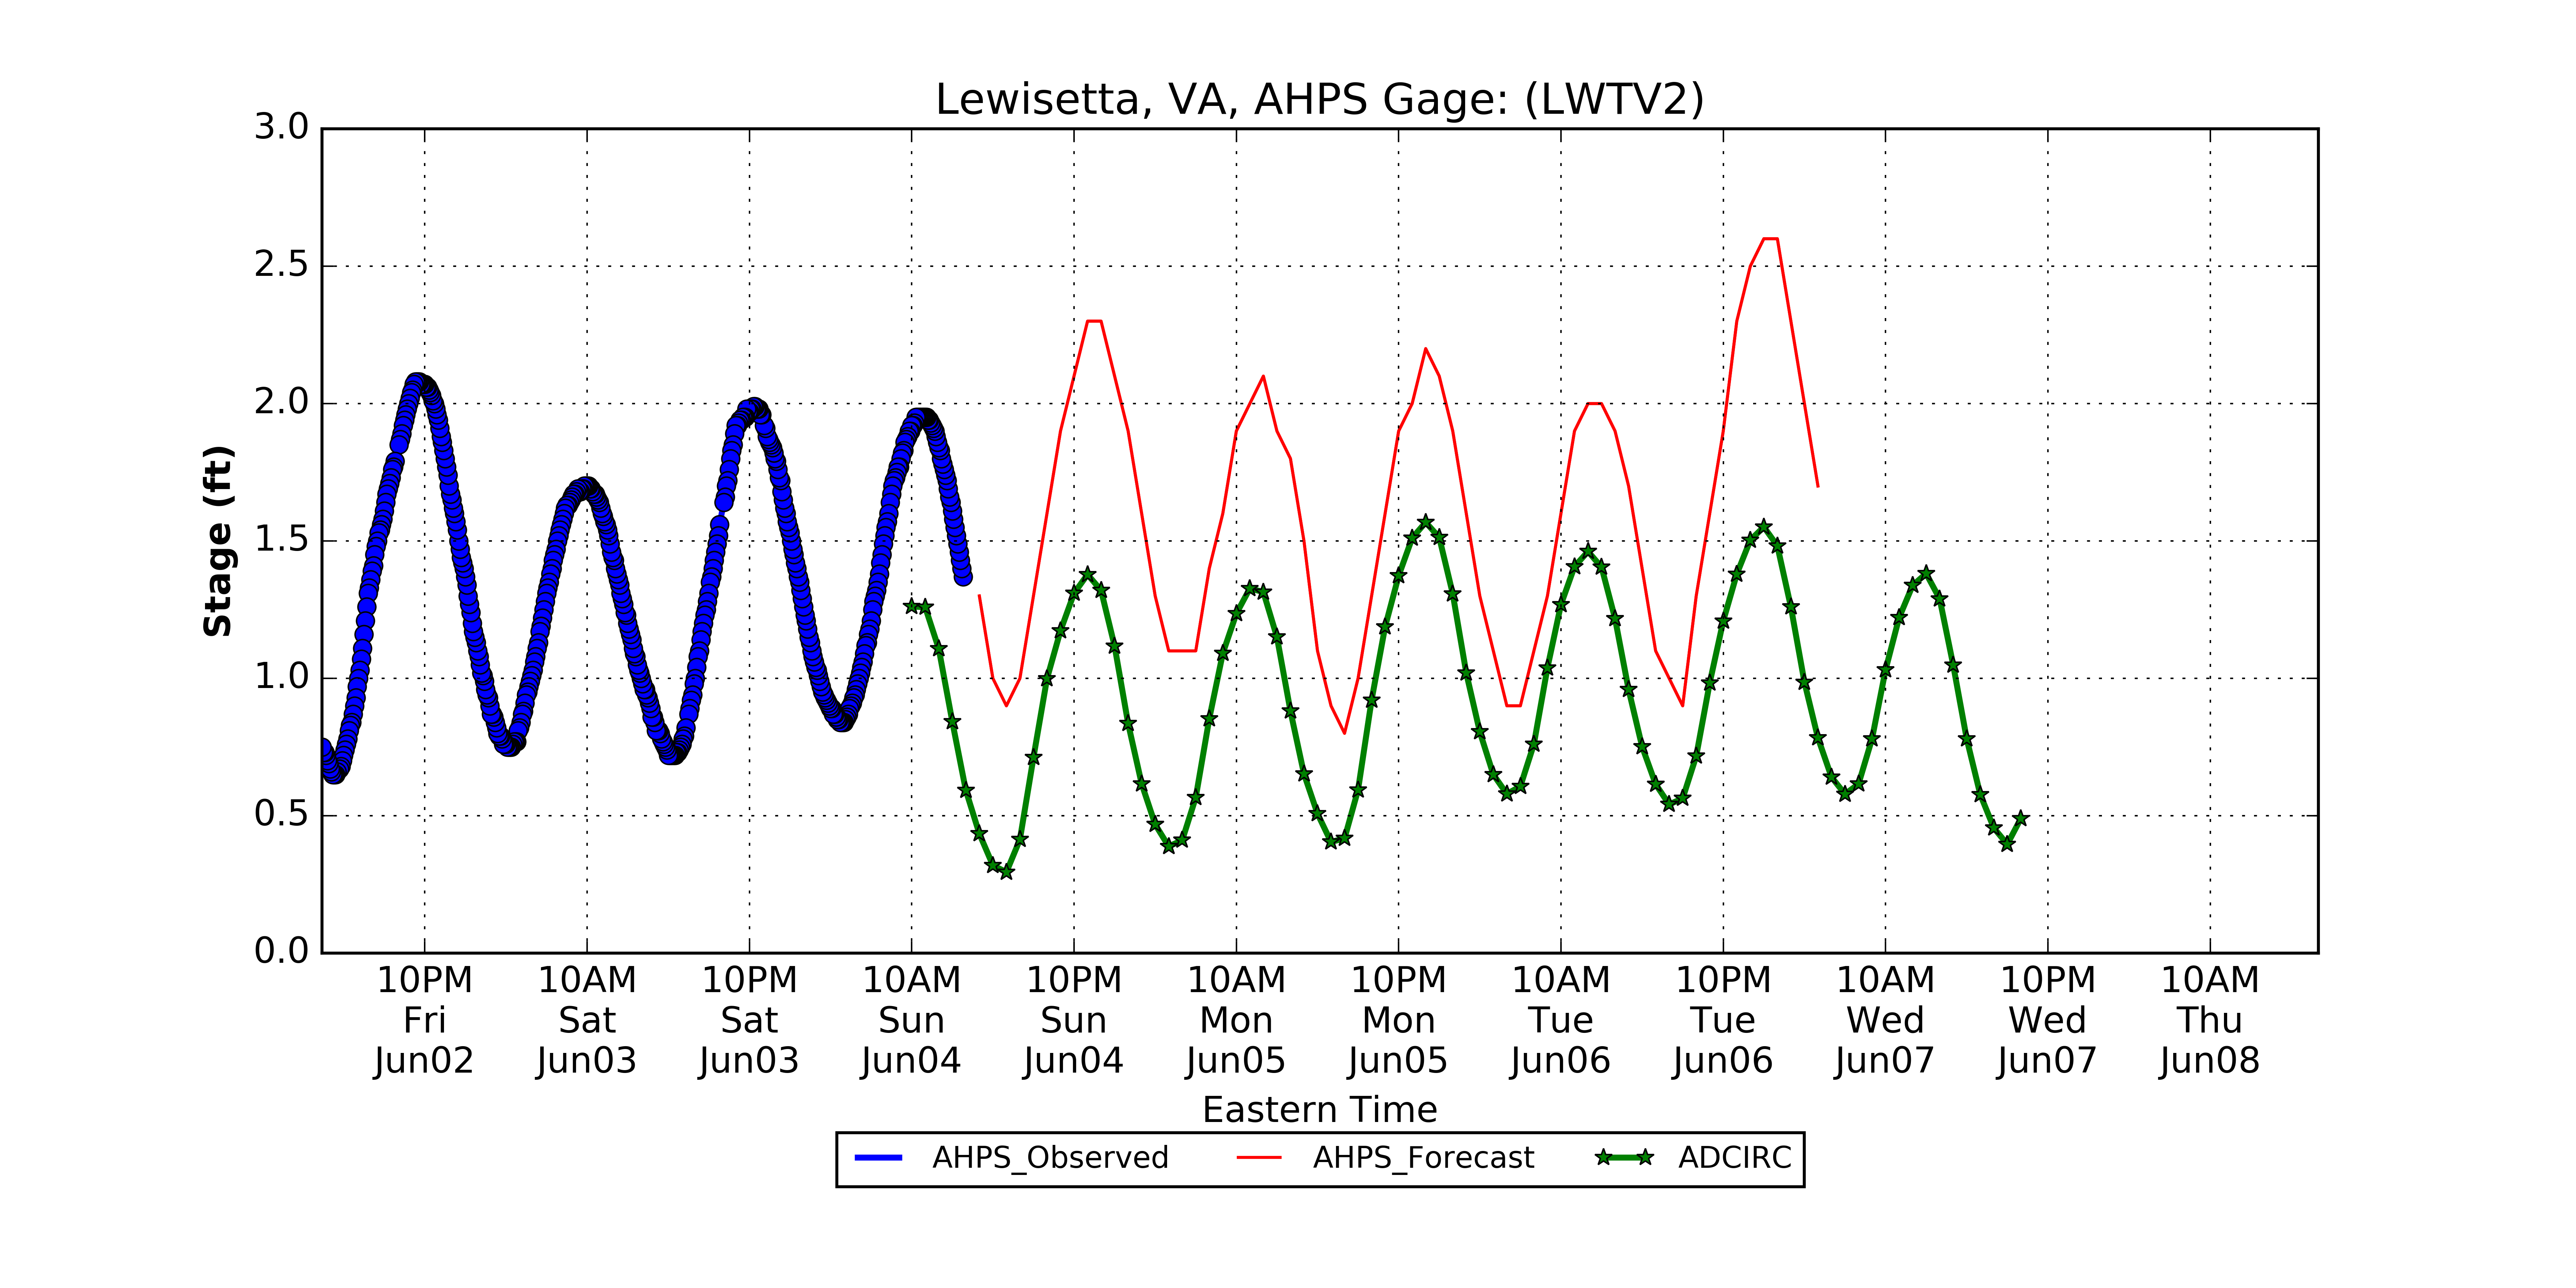 Lewisetta, VA, AHPS Gage: (LWTV2)
3.0
2.5
2.0
1.5
1.0
0.5
0.0
Stage (ft)
10PM 10AM 10PM 10AM 10PM 10AM 10PM 10AM 10PM 10AM 10PM 10AM
Fri Sat Sat Sun Sun Mon Mon Tue Tue Wed Wed Thu
Jun02 Jun03 Jun03 Jun04 Jun04 Jun05 Jun05 Jun06 Jun06 Jun07 Jun07 Jun08
Eastern Time
AHPS_Observed AHPS_Forecast ADCIRC